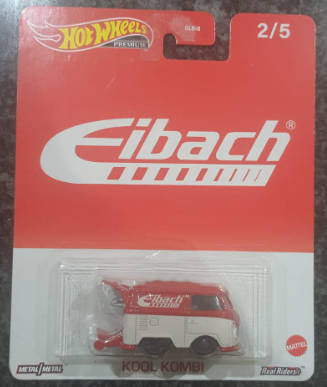 Hot Wheels
PREMIUM
2/5
Eibach®
Eibach
KOOL KOMBI
METAL/METAL
MATTEL
Real Riders®